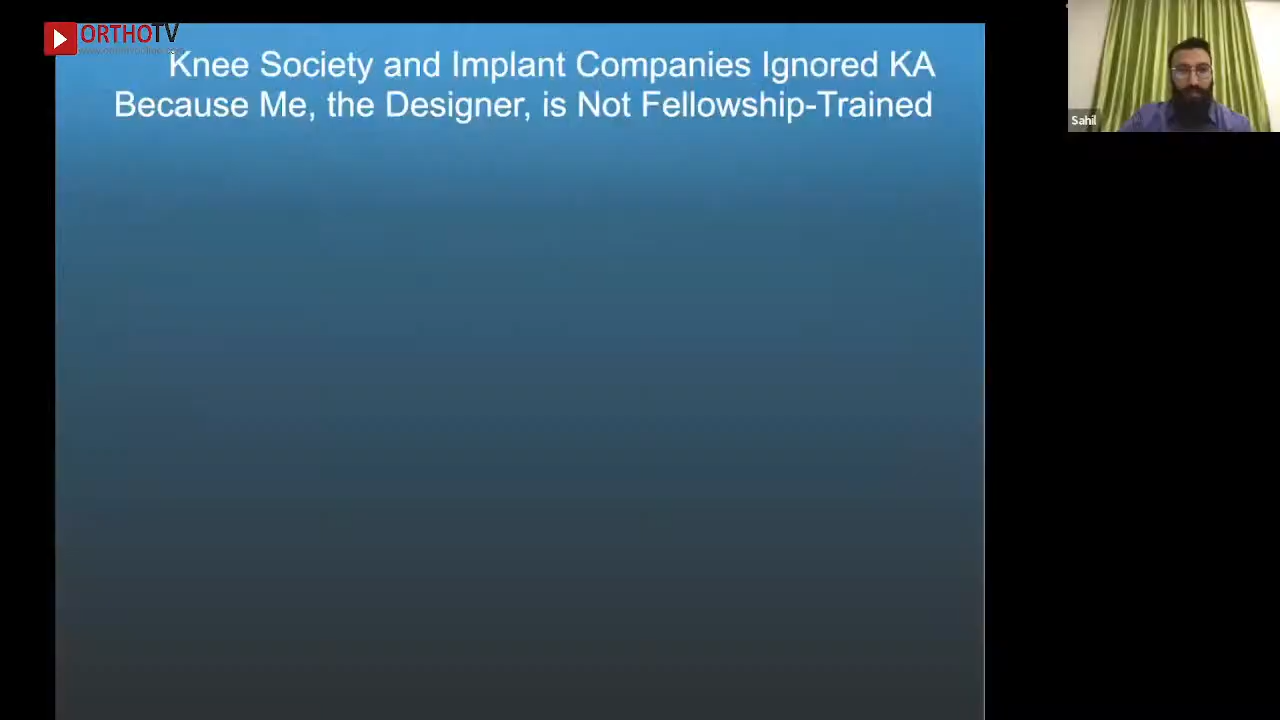 ORTHOTV
Knee Society and Implant Companies Ignored KA
Because Me, the Designer, is Not Fellowship-Trained
Sahil